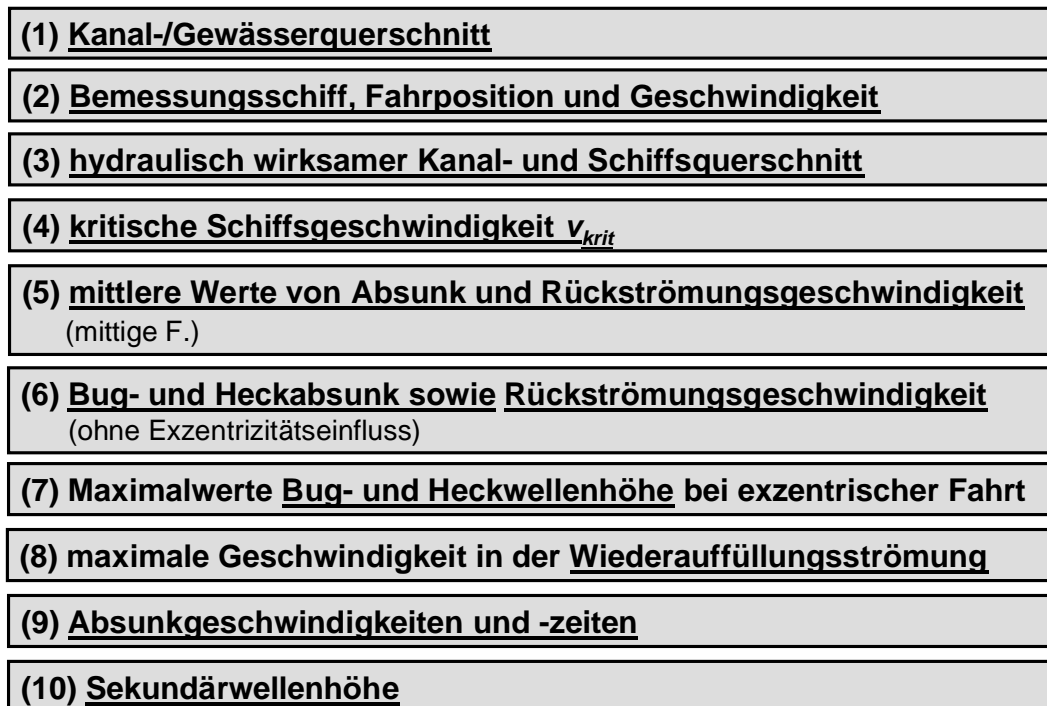 (1) Kanal-/Gewässerquerschnitt
(2) Bemessungsschiff, Fahrposition und Geschwindigkeit
(3) hydraulisch wirksamer Kanal- und Schiffsquerschnitt
(4) kritische Schiffsgeschwindigkeit vkrit
(5) mittlere Werte von Absunk und Rückströmungsgeschwindigkeit
(mittige F.)
(6) Bug- und Heckabsunk sowie Rückströmungsgeschwindigkeit
(ohne Exzentrizitätseinfluss)
(7) Maximalwerte Bug- und Heckwellenhöhe bei exzentrischer Fahrt
(8) maximale Geschwindigkeit in der Wiederauffüllungsströmung
(9) Absunkgeschwindigkeiten und -zeiten
(10) Sekundärwellenhöhe